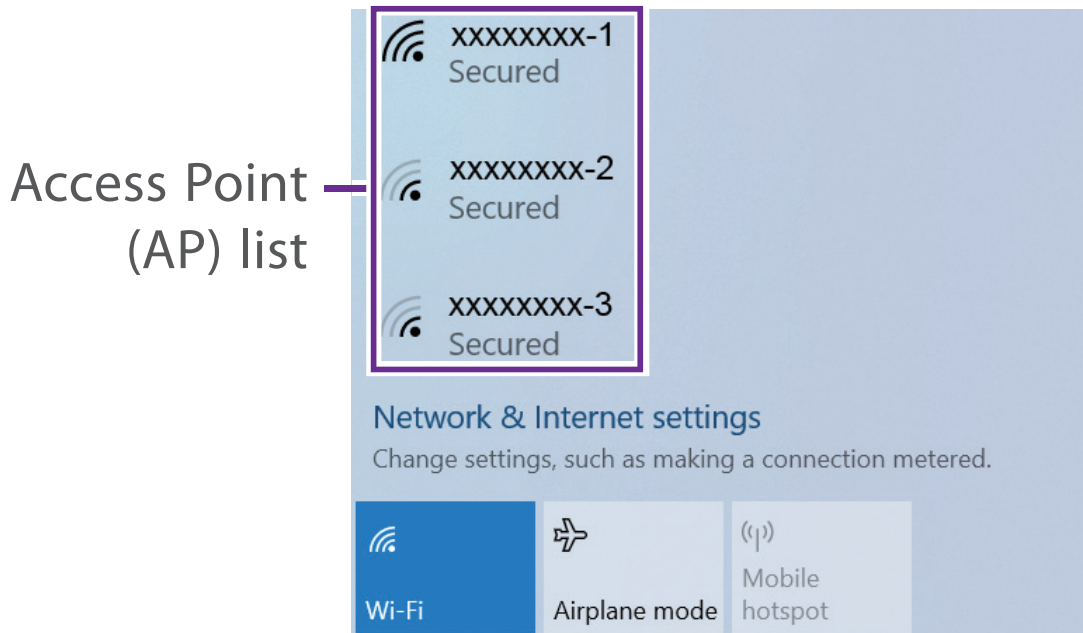 Access Point
(AP) list
xxxxxxxx-1
Secured
xxxxxxxx-2
Secured
xxxxxxxx-3
Secured
Network & Internet settings
Change settings, such as making a connection metered.
Wi-Fi
Airplane mode
Mobile
hotspot